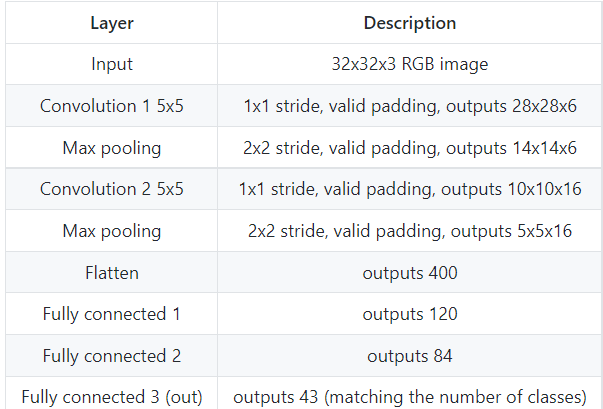 Layer Description
Input 32x32x3 RGB image
Convolution 1 5x5 1x1 stride, valid padding, outputs 28x28x6
Max pooling 2x2 stride, valid padding, outputs 14x14x6
Convolution 2 5x5 1x1 stride, valid padding, outputs 10x10x16
Max pooling 2x2 stride, valid padding, outputs 5x5x16
Flatten outputs 400
Fully connected 1 outputs 120
Fully connected 2 outputs 84
Fully connected 3 (out) outputs 43 (matching the number of classes)